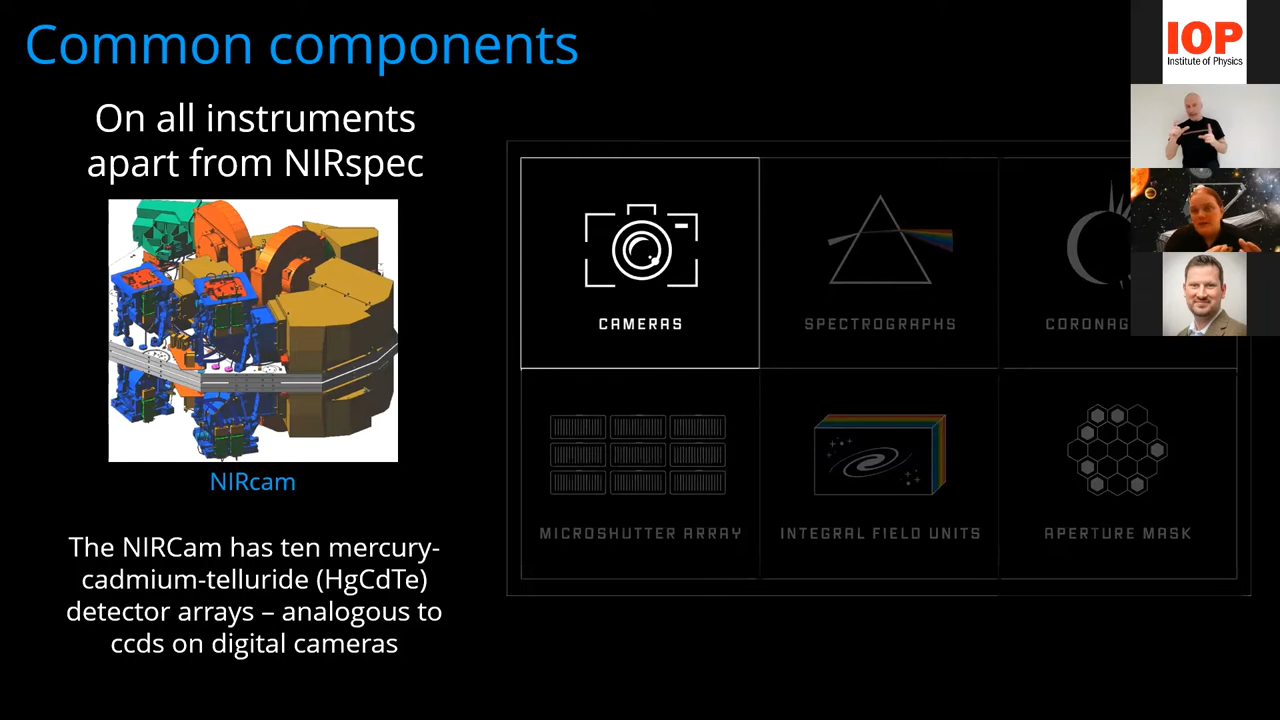 Common components
IOP
Institute of Physics
On all instruments
apart from NIRspec
CAMERAS
SPECTROGRAPHS
CORONAG
NIRcam
MICROSHUTTER ARRAY
INTEGRAL FIELD UNITS
APERTURE MASK
The NIRCam has ten mercury-
cadmium-telluride (HgCdTe)
detector arrays – analogous to
ccds on digital cameras